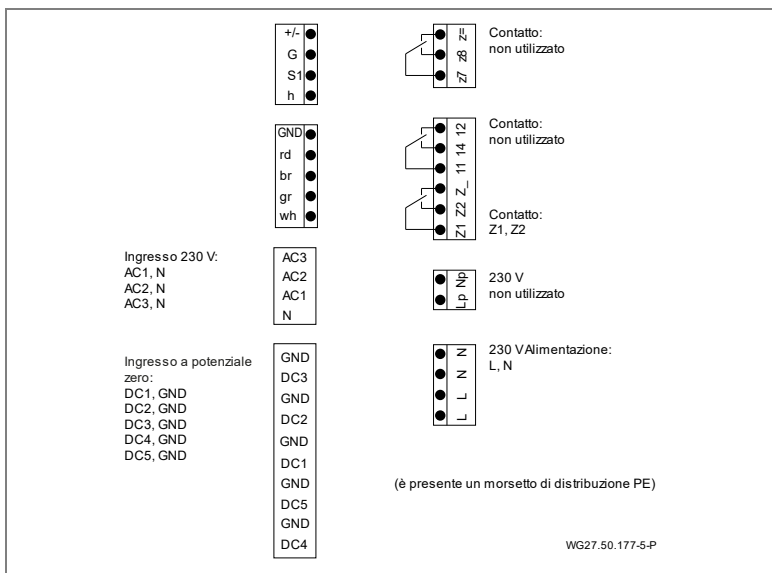 +/-
G
S1
h
GND
rd
br
gr
wh
Ingresso 230 V:
AC1, N
AC2, N
AC3, N
AC3
AC2
AC1
N
Ingresso a potenziale
zero:
DC1, GND
DC2, GND
DC3, GND
DC4, GND
DC5, GND
GND
DC3
GND
DC2
GND
DC1
GND
DC5
GND
DC4
z7 z8 z=
Contatto:
non utilizzato
Z1 Z2 Z_ 11 14 12
Contatto:
non utilizzato
Contatto:
Z1, Z2
Lp Np
230 V
non utilizzato
L L N N
230 VAlimentazione:
L, N
(è presente un morsetto di distribuzione PE)
WG27.50.177-5-P